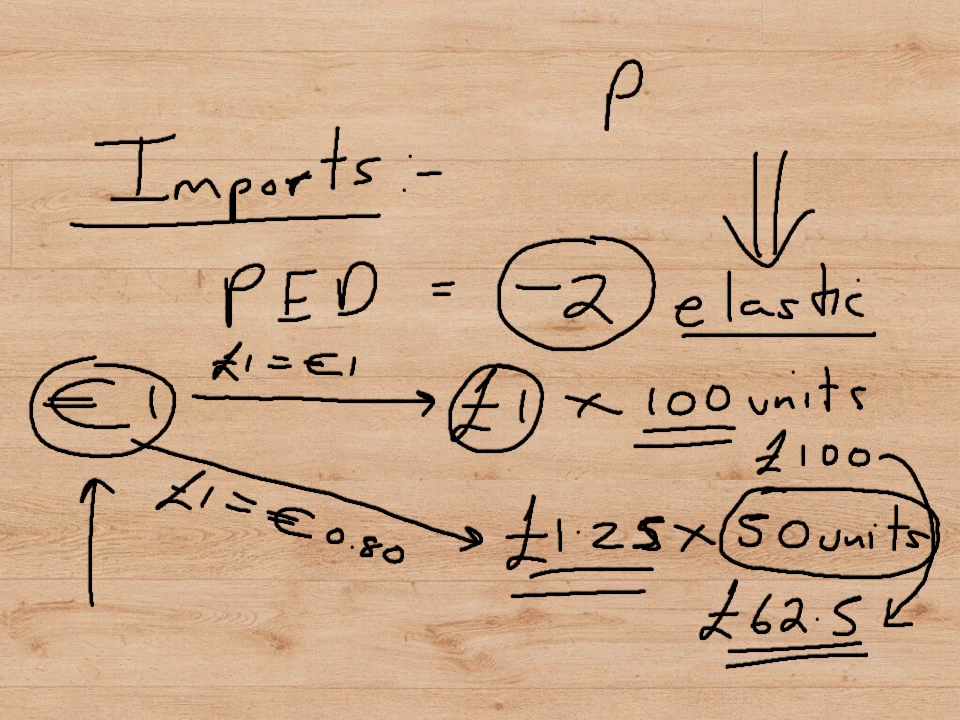 P
Imports :-
PED = -2 elastic
£1 = €1
€1 £1 × 100 units
£100
£1 = €0.80
£1.25 × 50 units
£62.5